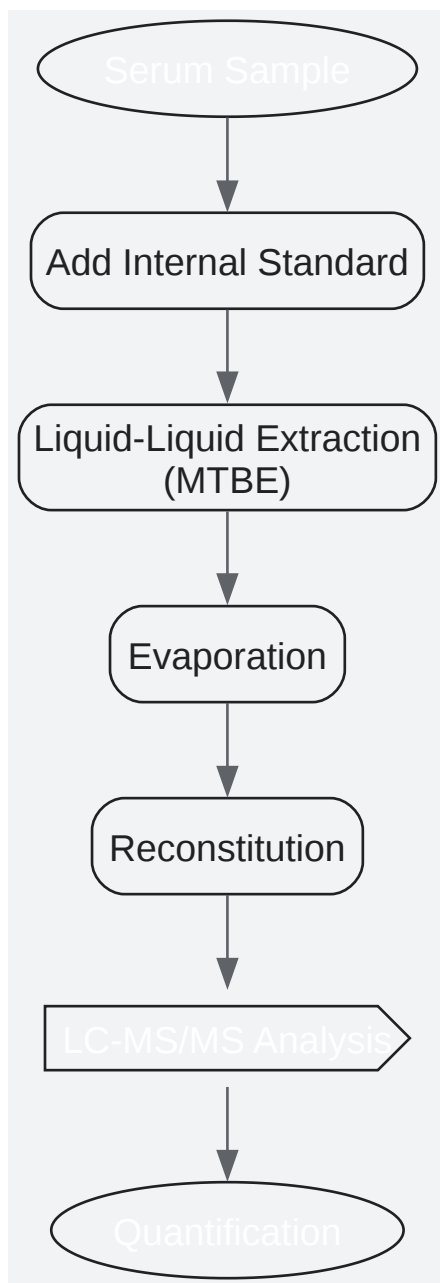 Serum Sample
Add Internal Standard
Liquid-Liquid Extraction
(MTBE)
Evaporation
Reconstitution
LC-MS/MS Analysis
Quantification